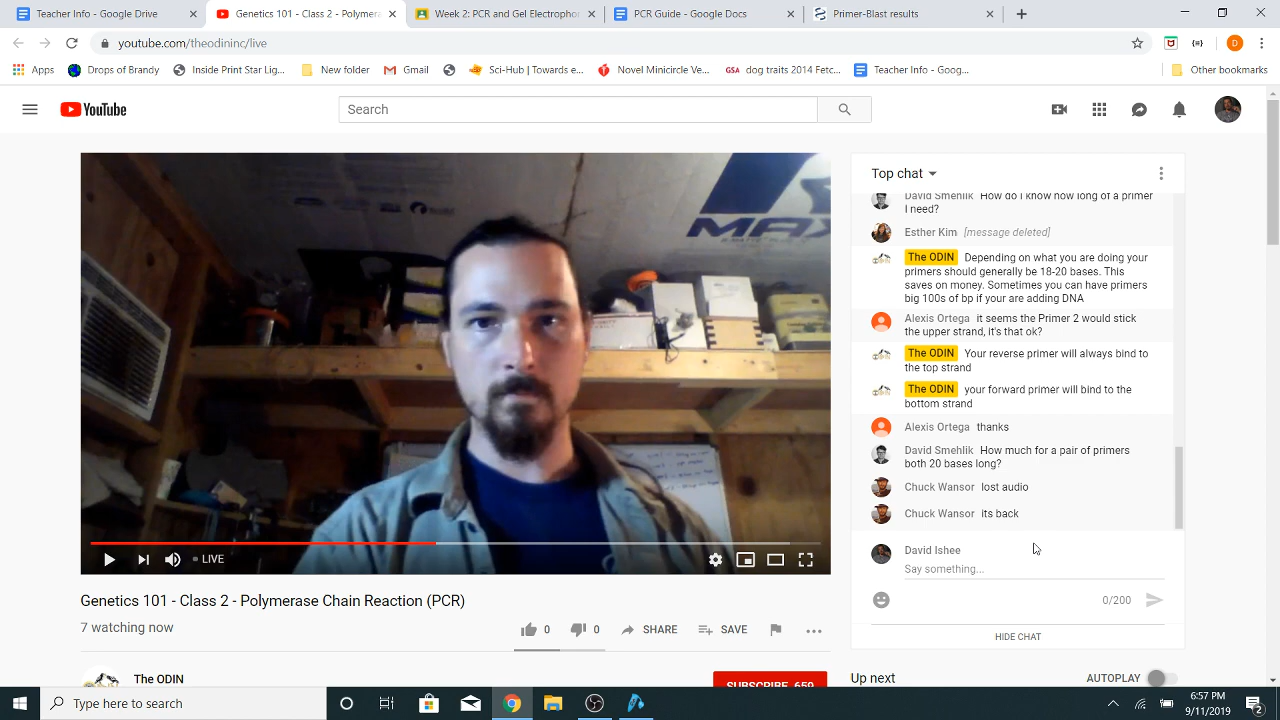 Teacher Info - Google Docs
Genetics 101 - Class 2 - Polymera
Week 2: PCR and Gel Electrophor
PCR Guide - Google Docs
Primer-Blast results
youtube.com/theodininc/live
Apps
Drops of Brandy
Inside Print Star Lig...
New folder
Gmail
Sci-Hub | Towards e...
Novel Minicircle Ve...
GSA dog traits 2014 Fetc...
Teacher Info - Goog...
Other bookmarks
YouTube
Search
MAX
LIVE
Genetics 101 - Class 2 - Polymerase Chain Reaction (PCR)
7 watching now
0
0
SHARE
SAVE
The ODIN
SUBSCRIBE 659
Top chat
David Smehlik How do I know how long of a primer
I need?
Esther Kim [message deleted]
The ODIN Depending on what you are doing your
primers should generally be 18-20 bases. This
saves on money. Sometimes you can have primers
big 100s of bp if your are adding DNA
Alexis Ortega it seems the Primer 2 would stick
the upper strand, it's that ok?
The ODIN Your reverse primer will always bind to
the top strand
The ODIN your forward primer will bind to the
bottom strand
Alexis Ortega thanks
David Smehlik How much for a pair of primers
both 20 bases long?
Chuck Wansor lost audio
Chuck Wansor its back
David Ishee
Say something...
0/200
HIDE CHAT
Up next
AUTOPLAY
Type here to search
6:57 PM
9/11/2019
2